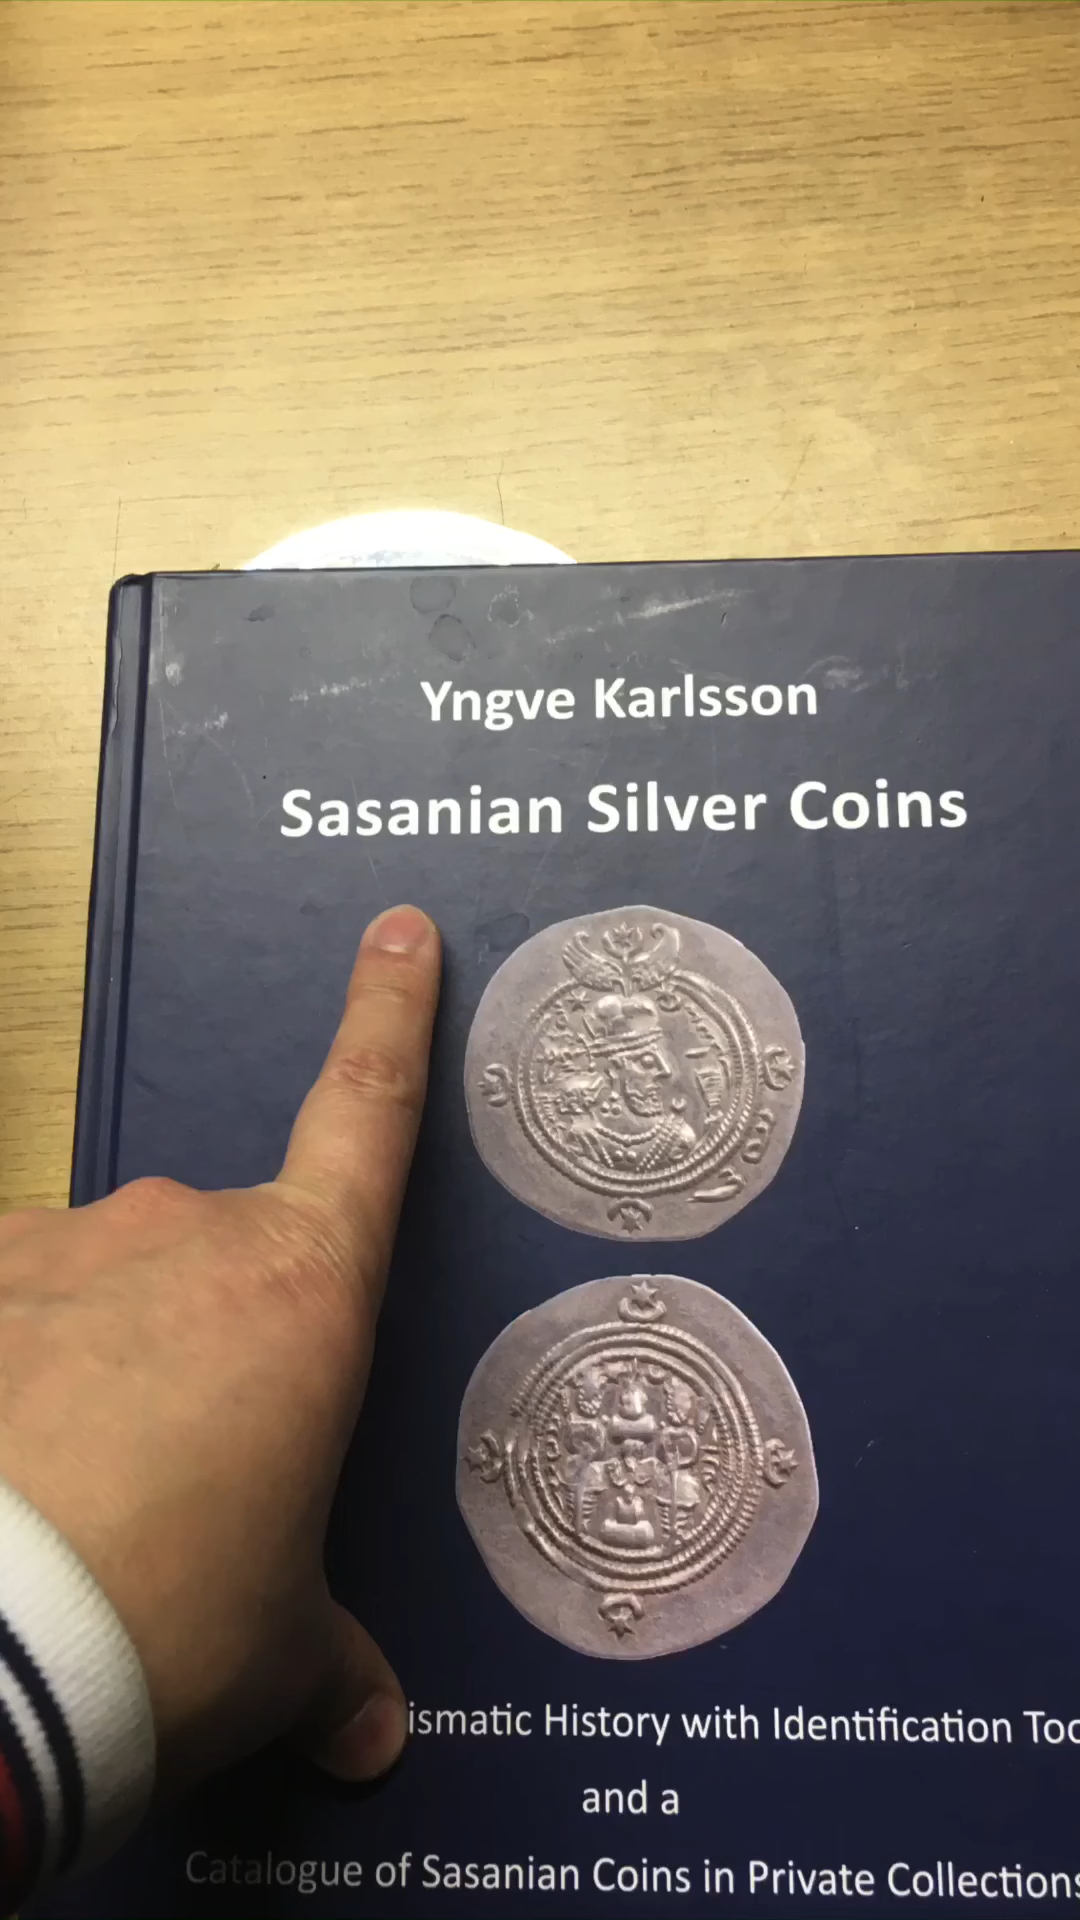 Yngve Karlsson
Sasanian Silver Coins
ismatic History with Identification Too
and a
Catalogue of Sasanian Coins in Private Collections